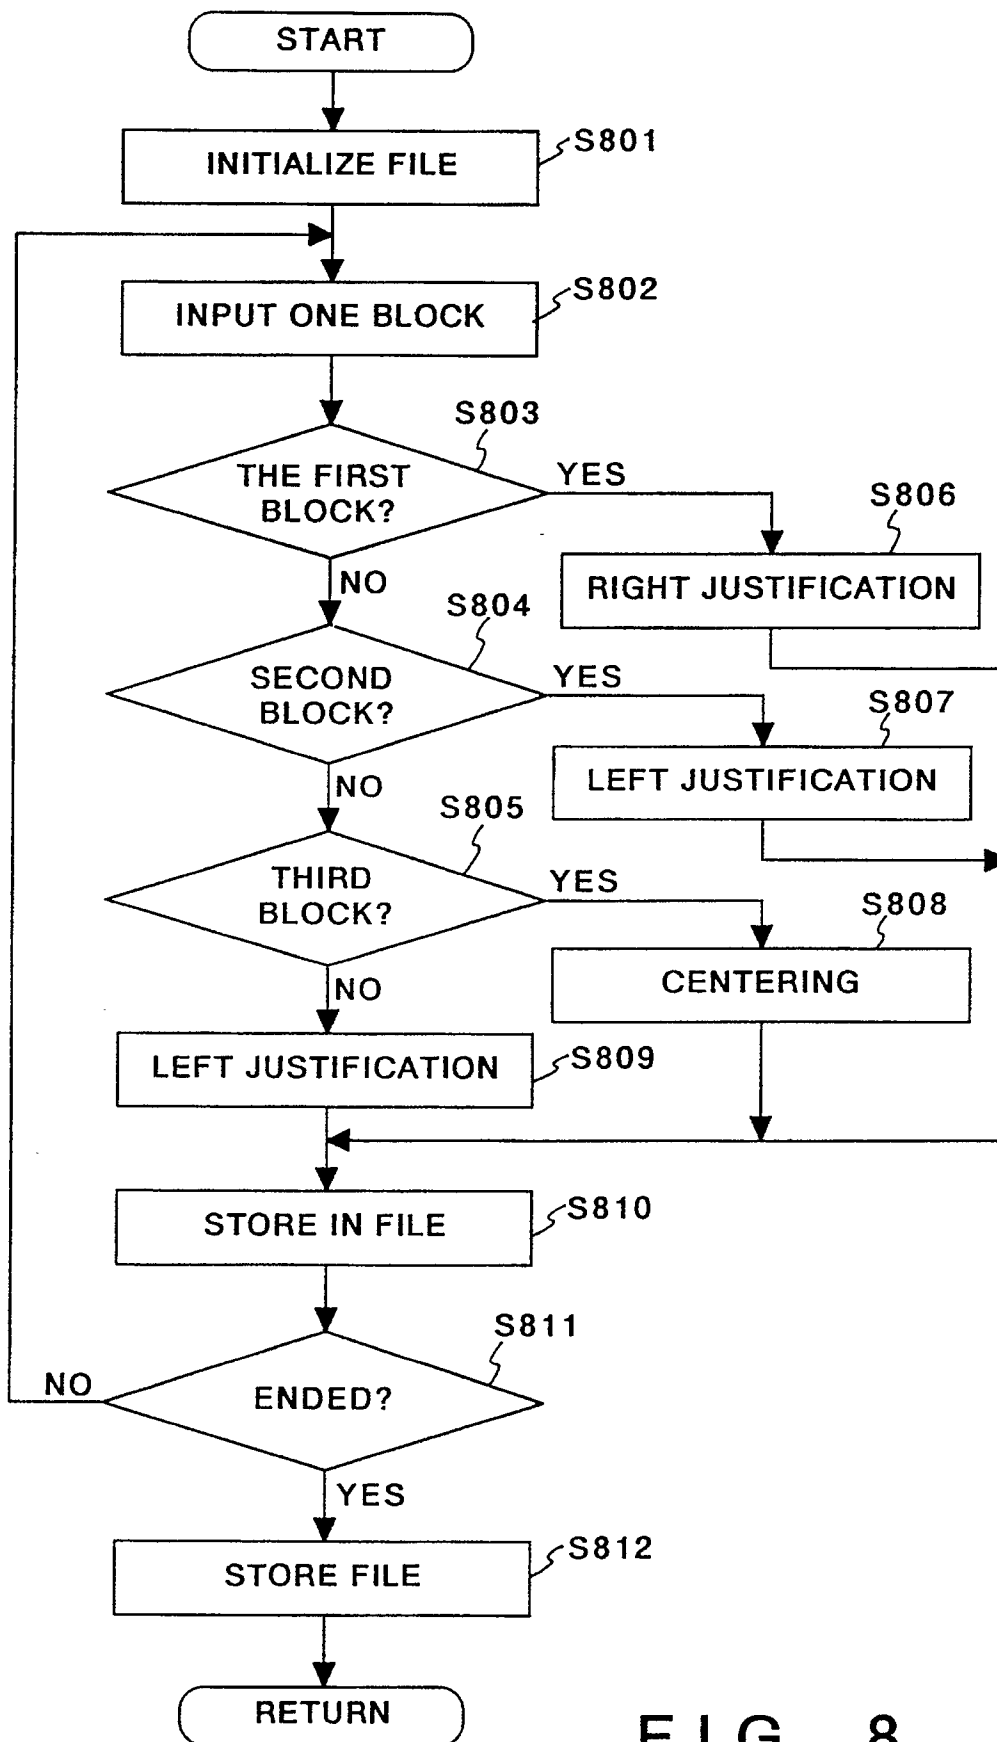 START
S801
INITIALIZE FILE
S802
INPUT ONE BLOCK
S803
THE FIRST
BLOCK?
YES
NO
S806
RIGHT JUSTIFICATION
S804
SECOND
BLOCK?
YES
NO
S807
LEFT JUSTIFICATION
S805
THIRD
BLOCK?
YES
NO
S808
CENTERING
LEFT JUSTIFICATION
S809
STORE IN FILE
S810
S811
ENDED?
NO
YES
S812
STORE FILE
RETURN
FIG. 8